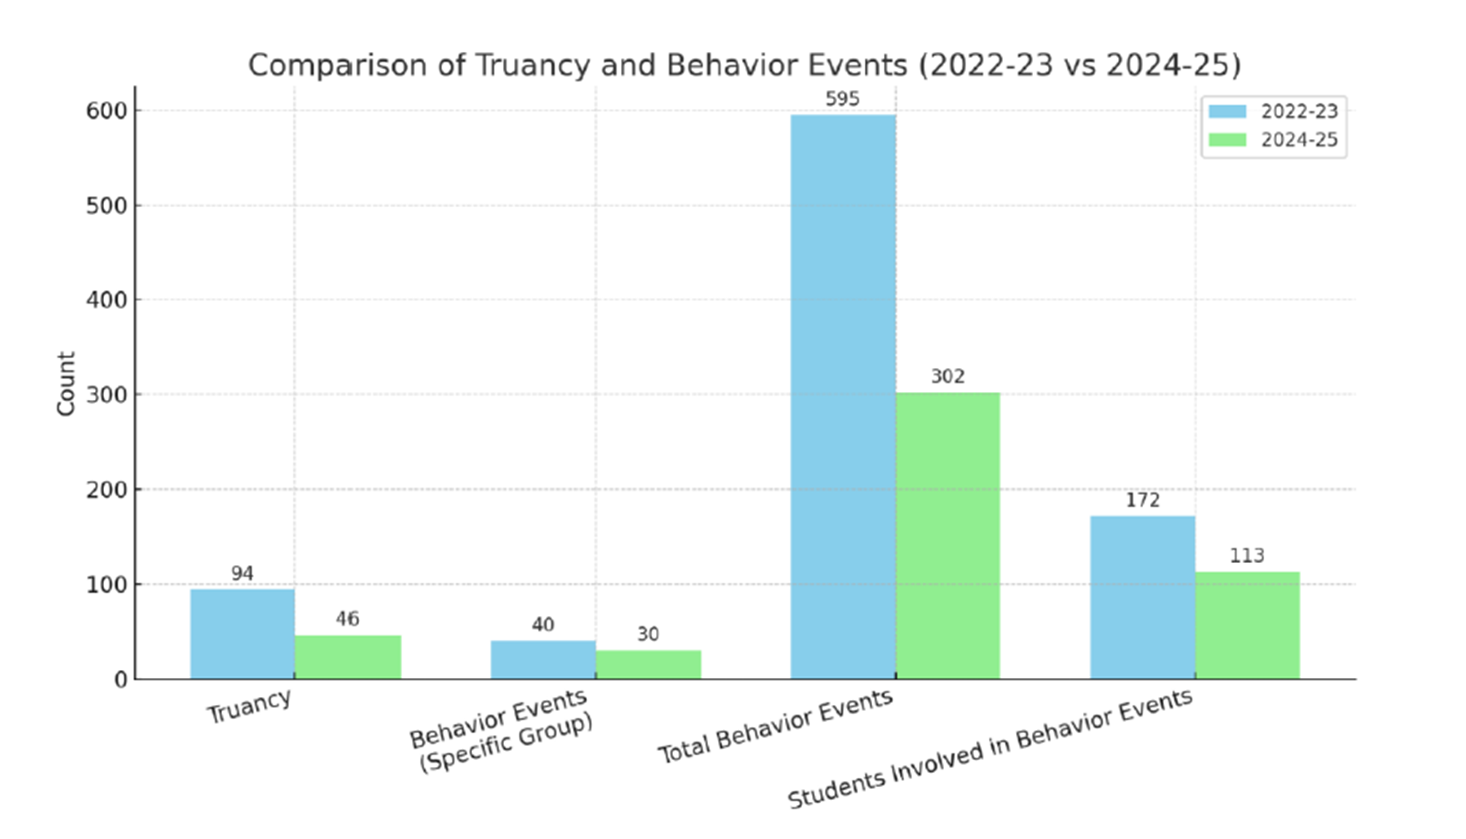 Comparison of Truancy and Behavior Events (2022-23 vs 2024-25)
2022-23
2024-25
Count
600
500
400
300
200
100
0
94
46
40
30
595
302
172
113
Truancy
Behavior Events
(Specific Group)
Total Behavior Events
Students Involved in Behavior Events